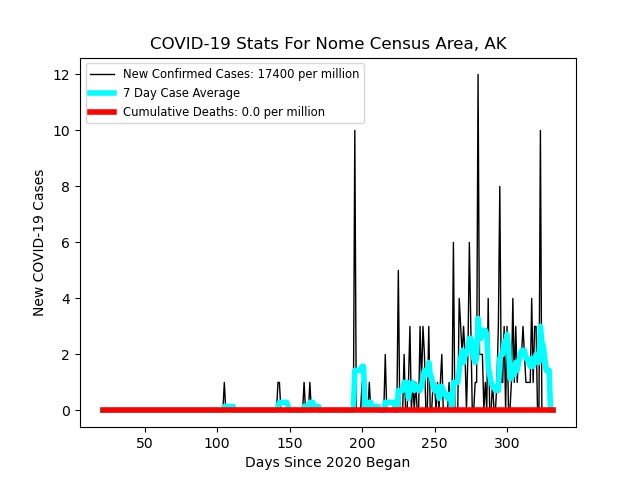 COVID-19 Stats For Nome Census Area, AK
New Confirmed Cases: 17400 per million
7 Day Case Average
Cumulative Deaths: 0.0 per million
New COVID-19 Cases
12
10
8
6
4
2
0
50 100 150 200 250 300
Days Since 2020 Began